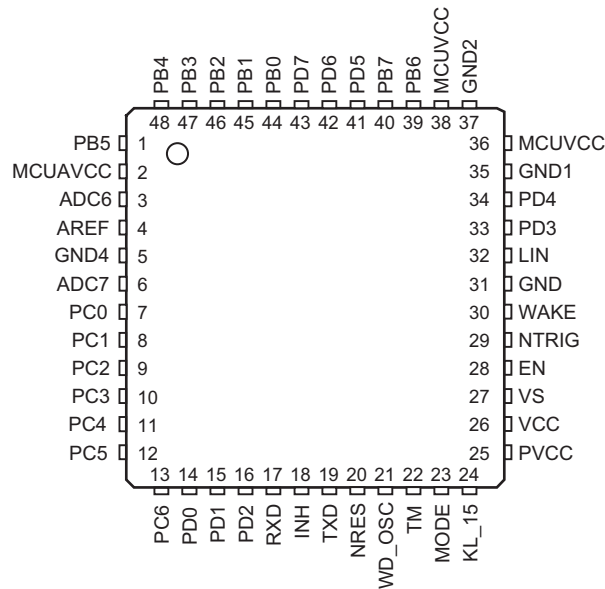 PB4 PB3 PB2 PB1 PB0 PD7 PD6 PD5 PB7 PB6 MCUVCC GND2
48 47 46 45 44 43 42 41 40 39 38 37
PB5 1 36 MCUVCC
MCUAVCC 2 35 GND1
ADC6 3 34 PD4
AREF 4 33 PD3
GND4 5 32 LIN
ADC7 6 31 GND
PC0 7 30 WAKE
PC1 8 29 NTRIG
PC2 9 28 EN
PC3 10 27 VS
PC4 11 26 VCC
PC5 12 25 PVCC
13 14 15 16 17 18 19 20 21 22 23 24
PC6 PD0 PD1 PD2 RXD INH TXD NRES WD_OSC TM MODE KL_15